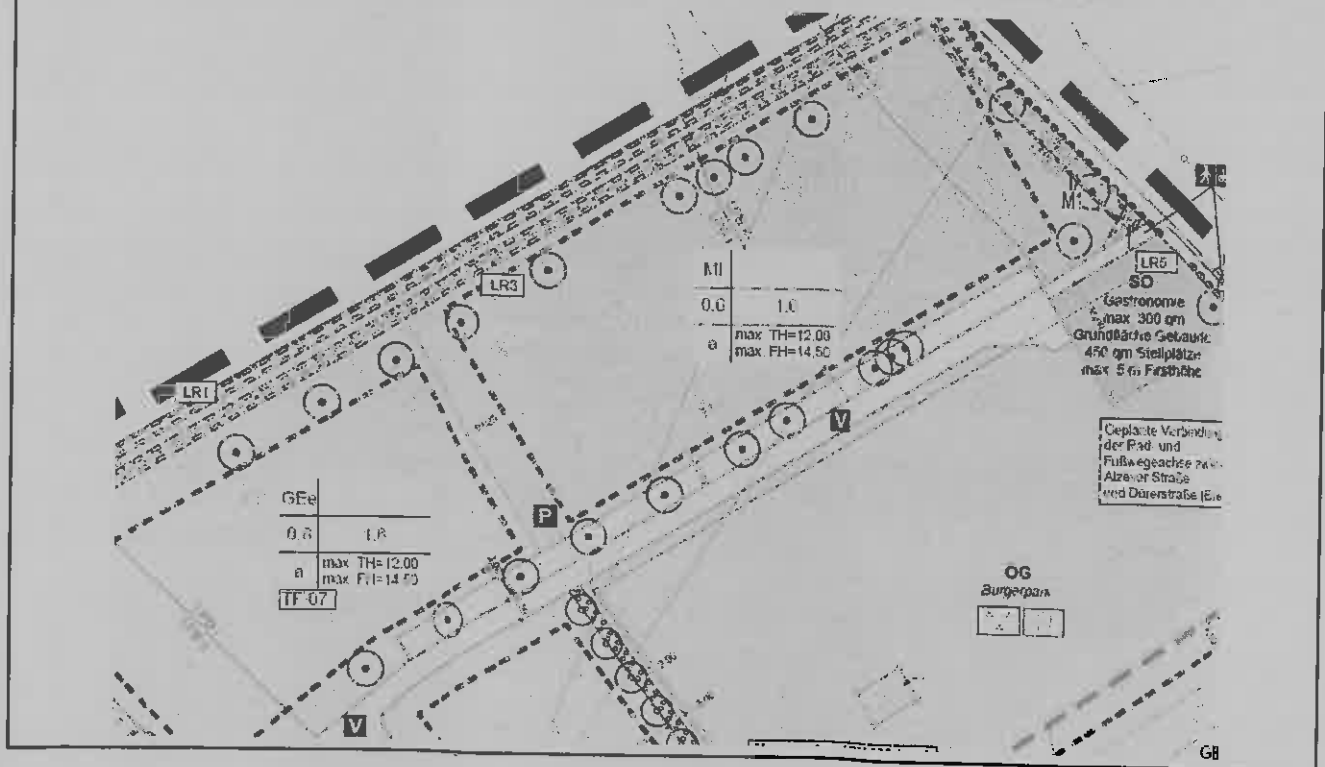 LR3
LR1
MI
0.6 1.0
a max TH=12,00
max. FH=14,50
LR5
SO
Gastronomie
max 300 qm
Grundfläche Gebäude
450 qm Stellplätze
max 5 m Firsthöhe
V
Geplante Verbindung
der Rad- und
Fußwegeachse
Alzeyer Straße
und Dürerstraße
GEe
0,8 1,6
a max TH=12.00
max FH=14.50
TF 07
P
OG
Bürgerpark
V
GE